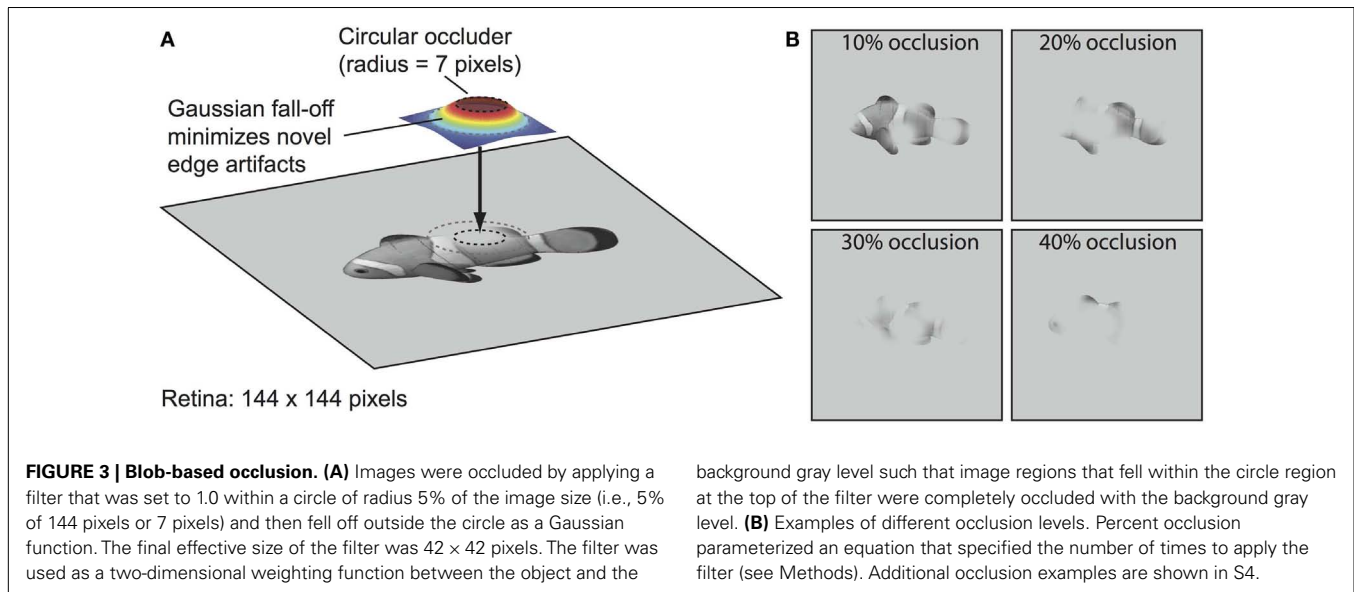 A
Circular occluder
(radius = 7 pixels)
Gaussian fall-off
minimizes novel
edge artifacts
Retina: 144 x 144 pixels
B
10% occlusion
20% occlusion
30% occlusion
40% occlusion
FIGURE 3 | Blob-based occlusion. (A) Images were occluded by applying a
filter that was set to 1.0 within a circle of radius 5% of the image size (i.e., 5%
of 144 pixels or 7 pixels) and then fell off outside the circle as a Gaussian
function. The final effective size of the filter was 42 × 42 pixels. The filter was
used as a two-dimensional weighting function between the object and the
background gray level such that image regions that fell within the circle region
at the top of the filter were completely occluded with the background gray
level. (B) Examples of different occlusion levels. Percent occlusion
parameterized an equation that specified the number of times to apply the
filter (see Methods). Additional occlusion examples are shown in S4.